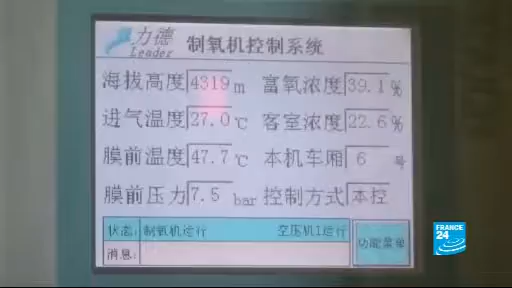 力德
Leader
制氧机控制系统
海拔高度 4319 m 富氧浓度 39.1 %
进气温度 27.0 ℃ 客室浓度 22.6 %
膜前温度 47.7 ℃ 本机车厢 6 号
膜前压力 7.5 bar 控制方式 本控
状态: 制氧机运行 空压机1运行
消息:
功能菜单
FRANCE
24